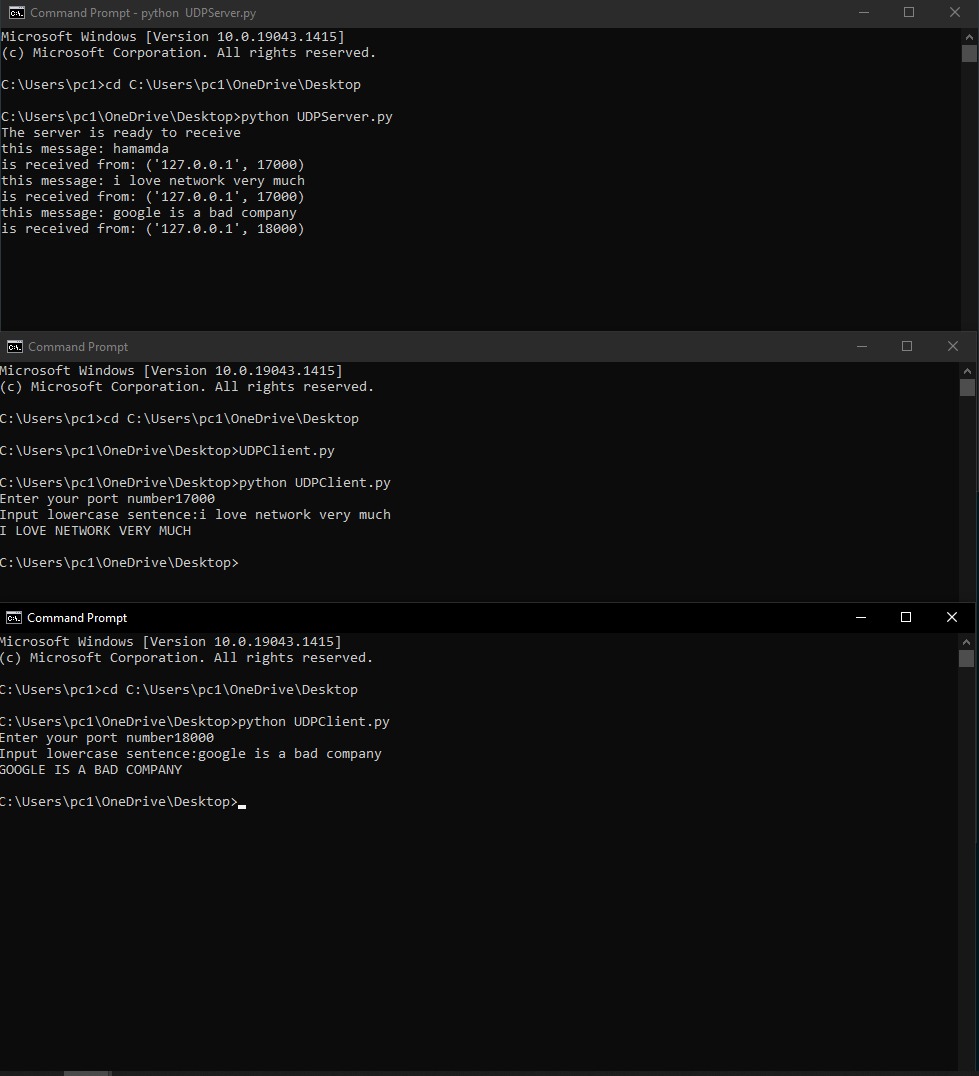 Command Prompt - python  UDPServer.py
Microsoft Windows [Version 10.0.19043.1415]
(c) Microsoft Corporation. All rights reserved.
C:\Users\pc1>cd C:\Users\pc1\OneDrive\Desktop
C:\Users\pc1\OneDrive\Desktop>python UDPServer.py
The server is ready to receive
this message: hamamda
is received from: ('127.0.0.1', 17000)
this message: i love network very much
is received from: ('127.0.0.1', 17000)
this message: google is a bad company
is received from: ('127.0.0.1', 18000)
Command Prompt
Microsoft Windows [Version 10.0.19043.1415]
(c) Microsoft Corporation. All rights reserved.
C:\Users\pc1>cd C:\Users\pc1\OneDrive\Desktop
C:\Users\pc1\OneDrive\Desktop>UDPClient.py
C:\Users\pc1\OneDrive\Desktop>python UDPClient.py
Enter your port number17000
Input lowercase sentence:i love network very much
I LOVE NETWORK VERY MUCH
C:\Users\pc1\OneDrive\Desktop>
Command Prompt
Microsoft Windows [Version 10.0.19043.1415]
(c) Microsoft Corporation. All rights reserved.
C:\Users\pc1>cd C:\Users\pc1\OneDrive\Desktop
C:\Users\pc1\OneDrive\Desktop>python UDPClient.py
Enter your port number18000
Input lowercase sentence:google is a bad company
GOOGLE IS A BAD COMPANY
C:\Users\pc1\OneDrive\Desktop>